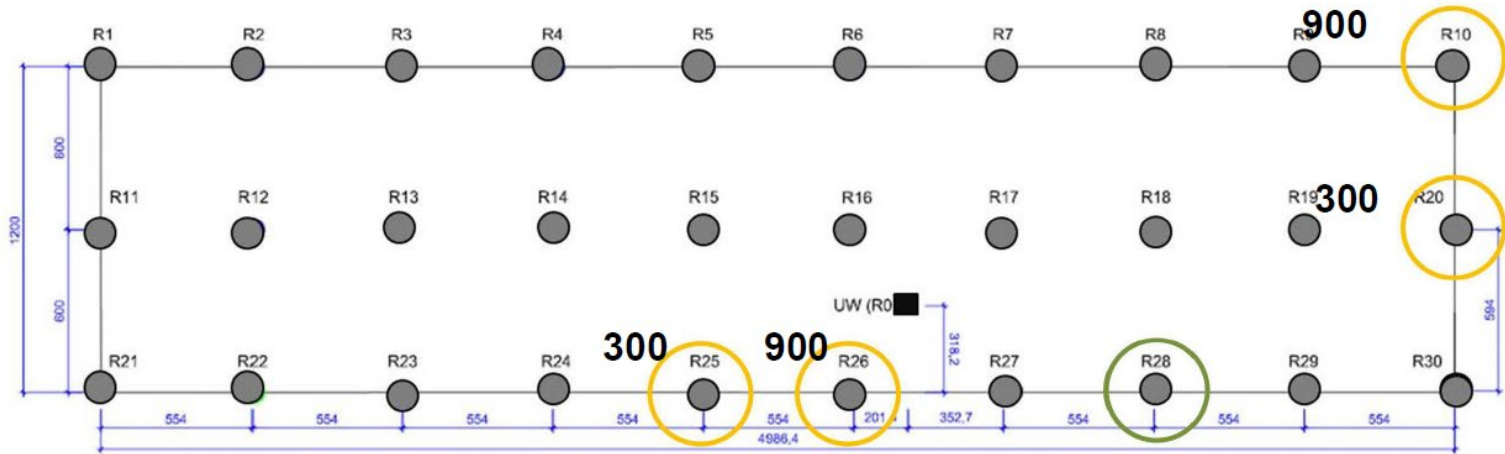 R1 R2 R3 R4 R5 R6 R7 R8 R9 900 R10
600
1200
R11 R12 R13 R14 R15 R16 R17 R18 R19 300 R20
600
UW (R0
318,2
594
R21 R22 R23 R24 300 R25 900 R26 R27 R28 R29 R30
554 554 554 554 554 352,7 554 554 554
4986,4